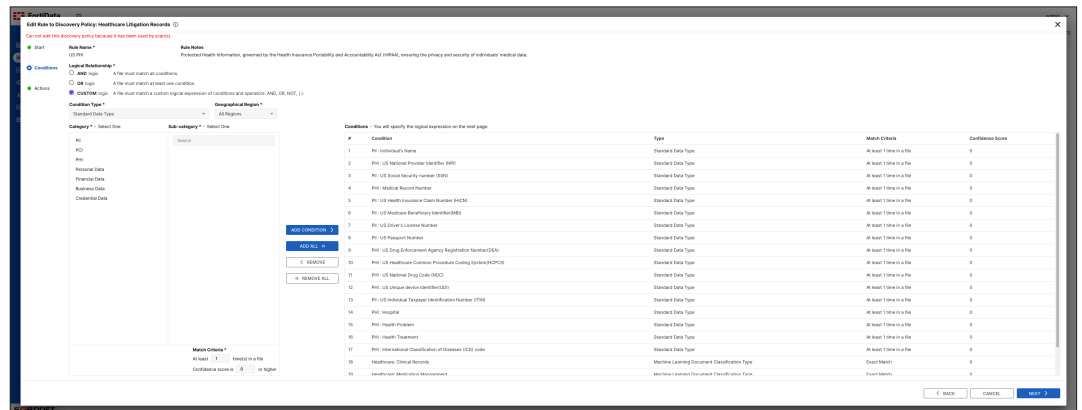 FortiData
admin
Edit Rule to Discovery Policy: Healthcare Litigation Records
Can not edit this discovery policy because it has been used by scan(s).
Start
Conditions
Actions
Rule Name *
US PHI
Rule Notes
Protected Health Information, governed by the Health Insurance Portability and Accountability Act (HIPAA), ensuring the privacy and security of individuals' medical data.
Logical Relationship *
AND logic A file must match all conditions.
OR logic A file must match at least one condition.
CUSTOM logic A file must match a custom logical expression of conditions and operators: AND, OR, NOT, ( ).
Condition Type * Geographical Region *
Standard Data Type All Regions
Category * - Select One Sub-category * - Select One
Search
PII
PCI
PHI
Personal Data
Financial Data
Business Data
Credential Data
Match Criteria *
At least 1 time(s) in a file
Confidence score is 0 or higher
ADD CONDITION >
ADD ALL »
< REMOVE
« REMOVE ALL
Conditions - You will specify the logical expression on the next page.
# Condition Type Match Criteria Confidence Score
1 PII : Individual's Name Standard Data Type At least 1 time in a file 0
2 PHI : US National Provider Identifier (NPI) Standard Data Type At least 1 time in a file 0
3 PII : US Social Security number (SSN) Standard Data Type At least 1 time in a file 0
4 PHI : Medical Record Number Standard Data Type At least 1 time in a file 0
5 PHI : US Health Insurance Claim Number (HICN) Standard Data Type At least 1 time in a file 0
6 PHI : US Medicare Beneficiary Identifier(MBI) Standard Data Type At least 1 time in a file 0
7 PII : US Driver's License Number Standard Data Type At least 1 time in a file 0
8 PII : US Passport Number Standard Data Type At least 1 time in a file 0
9 PHI : US Drug Enforcement Agency Registration Number(DEA) Standard Data Type At least 1 time in a file 0
10 PHI : US Healthcare Common Procedure Coding System(HCPCS) Standard Data Type At least 1 time in a file 0
11 PHI : US National Drug Code (NDC) Standard Data Type At least 1 time in a file 0
12 PHI : US Unique device Identifier(UDI) Standard Data Type At least 1 time in a file 0
13 PII : US Individual Taxpayer Identification Number (ITIN) Standard Data Type At least 1 time in a file 0
14 PHI : Hospital Standard Data Type At least 1 time in a file 0
15 PHI : Health Problem Standard Data Type At least 1 time in a file 0
16 PHI : Health Treatment Standard Data Type At least 1 time in a file 0
17 PHI : International Classification of Diseases (ICD) code Standard Data Type At least 1 time in a file 0
18 Healthcare: Clinical Records Machine Learning Document Classification Type Exact Match 0
19 Healthcare: Medication Management Machine Learning Document Classification Type Exact Match 0
< BACK
CANCEL
NEXT >